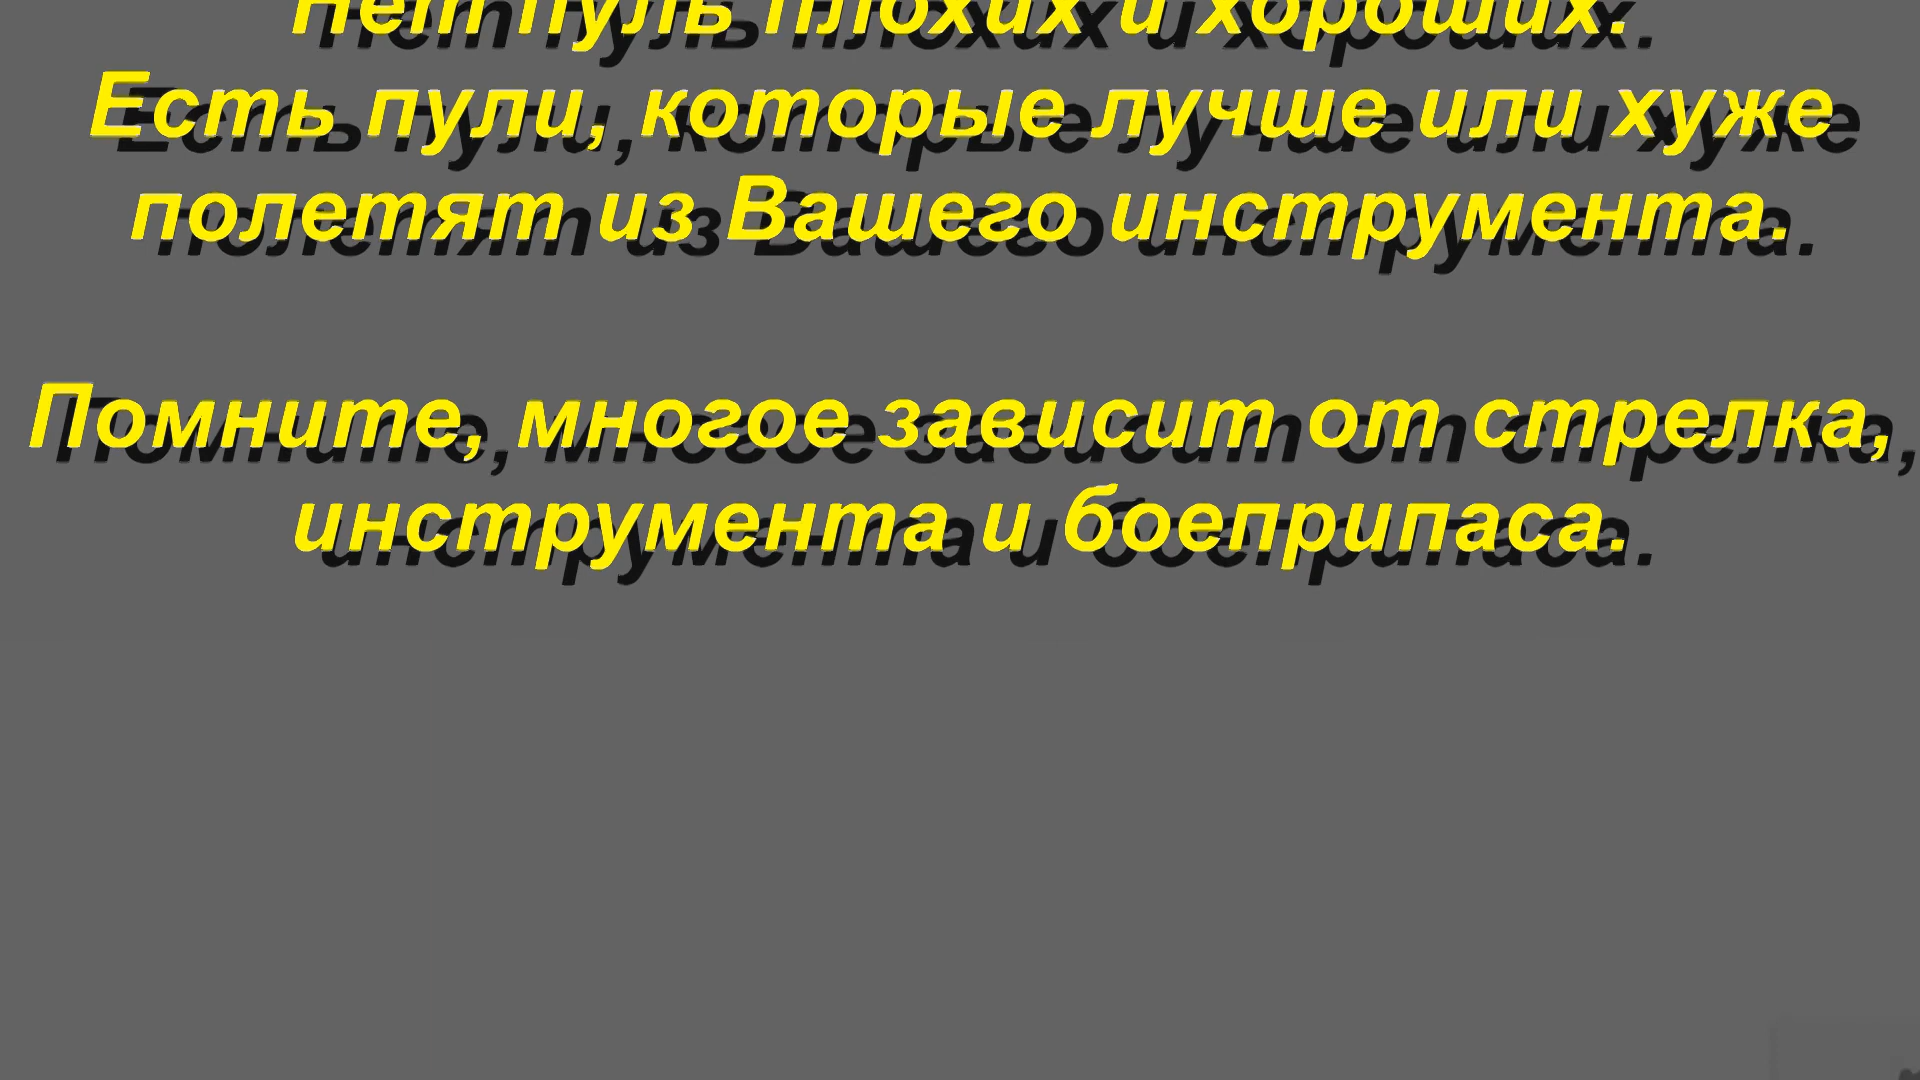 Нет пуль плохих и хороших.
Есть пули, которые лучше или хуже
полетят из Вашего инструмента.
Помните, многое зависит от стрелка,
инструмента и боеприпаса.